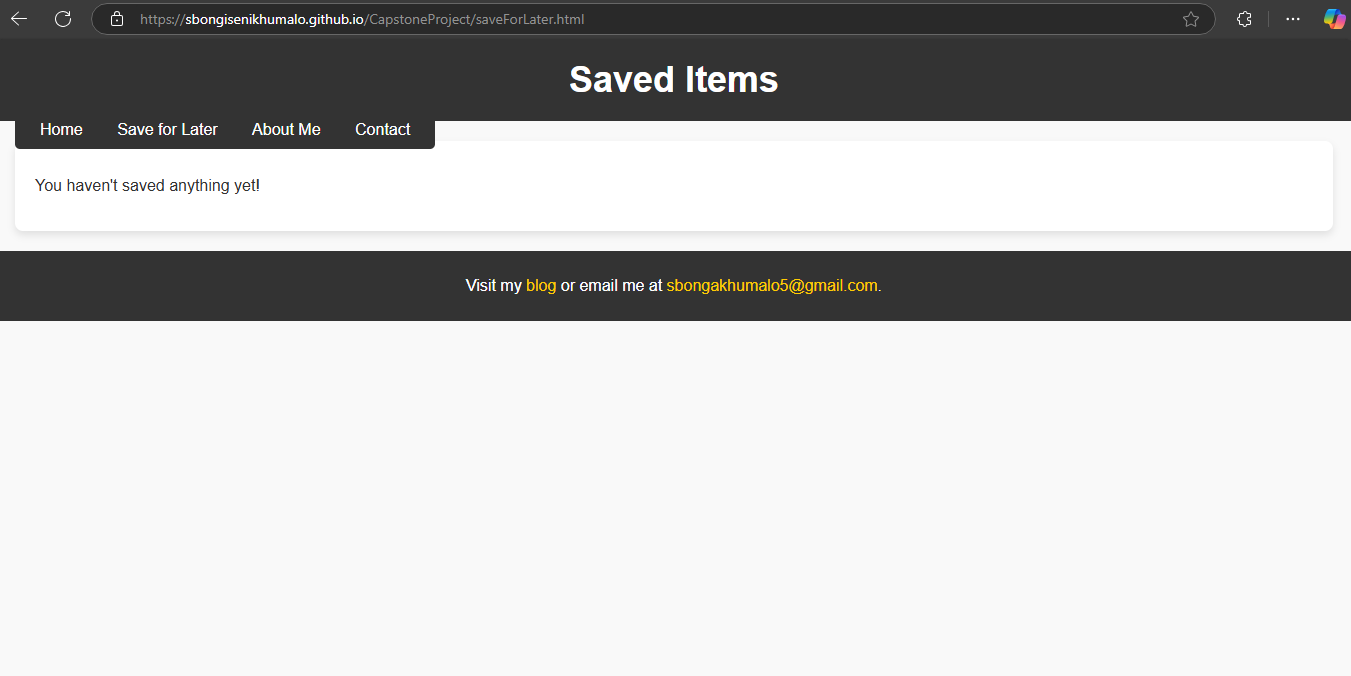 https://sbongisenikhumalo.github.io/CapstoneProject/saveForLater.html
Saved Items
Home Save for Later About Me Contact
You haven't saved anything yet!
Visit my blog or email me at sbongakhumalo5@gmail.com.